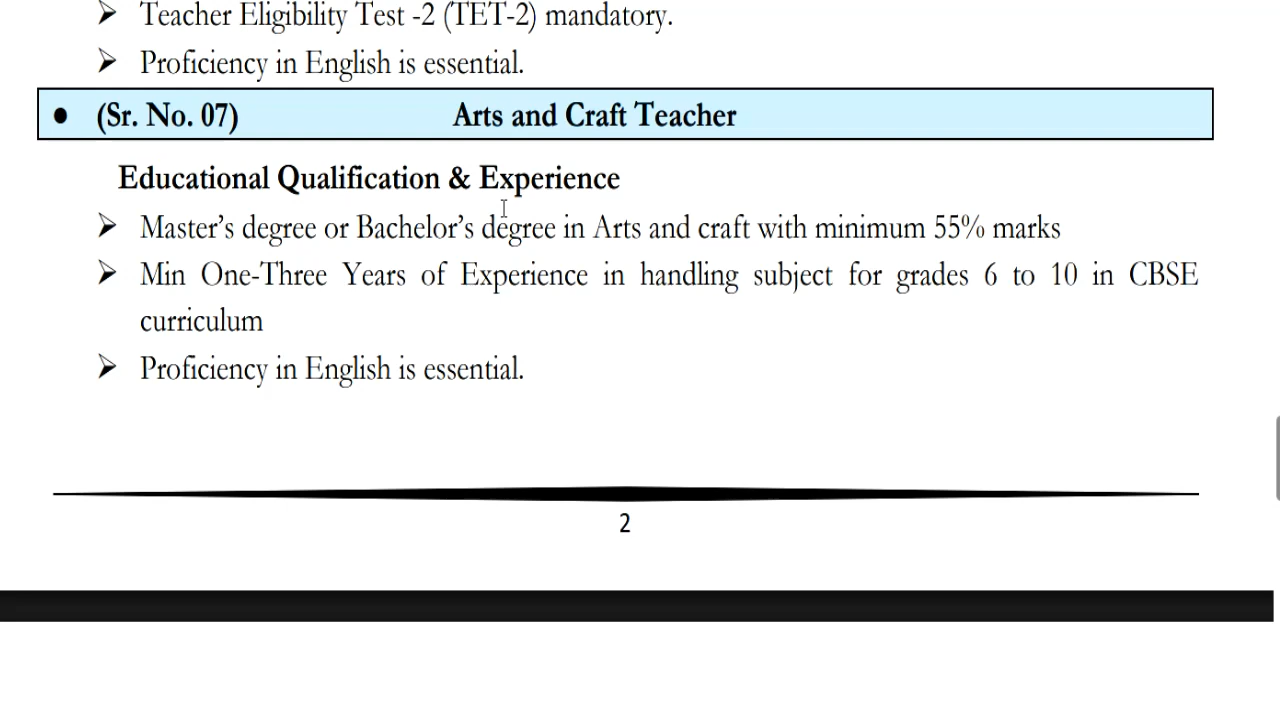 ➢ Teacher Eligibility Test -2 (TET-2) mandatory.
➢ Proficiency in English is essential.
● (Sr. No. 07) Arts and Craft Teacher
Educational Qualification & Experience
➢ Master’s degree or Bachelor’s degree in Arts and craft with minimum 55% marks
➢ Min One-Three Years of Experience in handling subject for grades 6 to 10 in CBSE
curriculum
➢ Proficiency in English is essential.
2